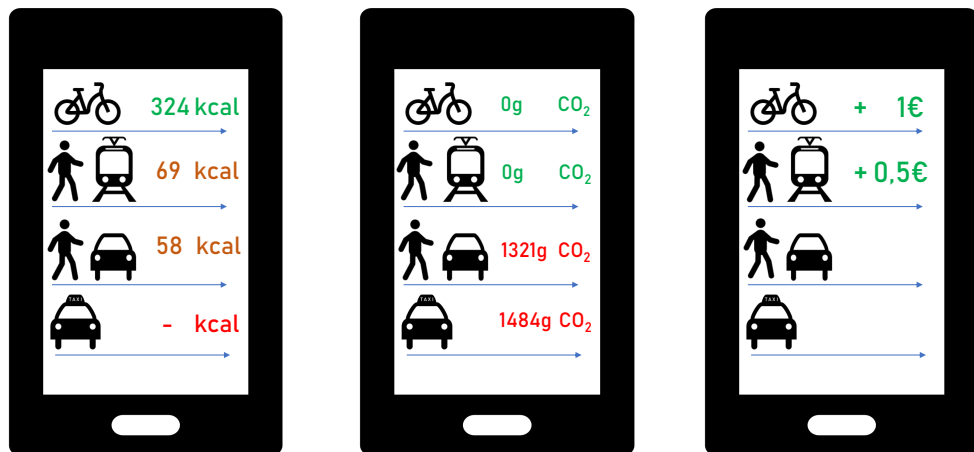 324 kcal
69 kcal
58 kcal
TAXI
- kcal
0g CO₂
0g CO₂
1321g CO₂
TAXI
1484g CO₂
+ 1€
+ 0,5€
TAXI